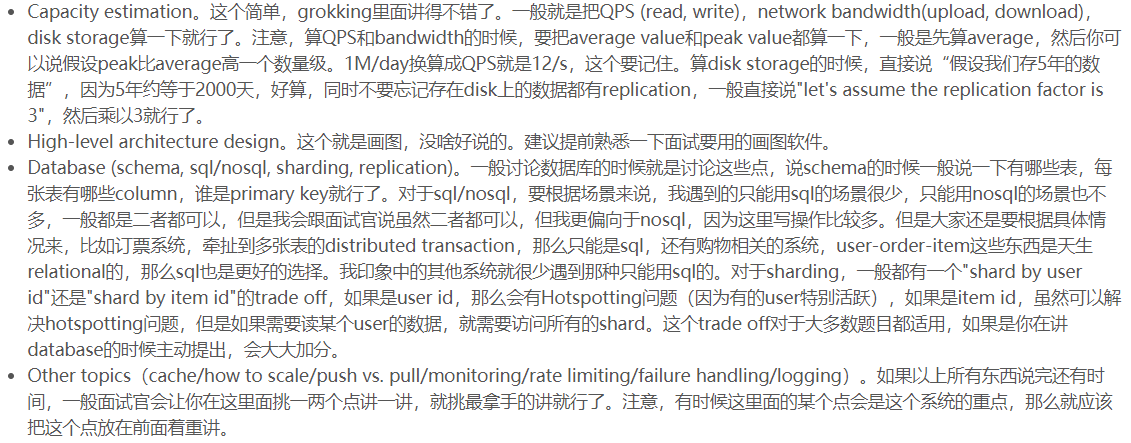 • Capacity estimation。这个简单，grokking里面讲得不错了。一般就是把QPS (read, write)，network bandwidth(upload, download)，
disk storage算一下就行了。注意，算QPS和bandwidth的时候，要把average value和peak value都算一下，一般是先算average，然后你可
以说假设peak比average高一个数量级。1M/day换算成QPS就是12/s，这个要记住。算disk storage的时候，直接说“假设我们存5年的数
据”，因为5年约等于2000天，好算，同时不要忘记存在disk上的数据都有replication，一般直接说"let's assume the replication factor is
3"，然后乘以3就行了。
• High-level architecture design。这个就是画图，没啥好说的。建议提前熟悉一下面试要用的画图软件。
• Database (schema, sql/nosql, sharding, replication)。一般讨论数据库的时候就是讨论这些点，说schema的时候一般说一下有哪些表，每
张表有哪些column，谁是primary key就行了。对于sql/nosql，要根据场景来说，我遇到的只能用sql的场景很少，只能用nosql的场景也不
多，一般都是二者都可以，但是我会跟面试官说虽然二者都可以，但我更偏向于nosql，因为这里写操作比较多。但是大家还是要根据具体情
况来，比如订票系统，牵扯到多张表的distributed transaction，那么只能是sql，还有购物相关的系统，user-order-item这些东西是天生
relational的，那么sql也是更好的选择。我印象中的其他系统就很少遇到那种只能用sql的。对于sharding，一般都有一个"shard by user
id"还是"shard by item id"的trade off，如果是user id，那么会有Hotspotting问题（因为有的user特别活跃），如果是item id，虽然可以解
决hotspotting问题，但是如果需要读某个user的数据，就需要访问所有的shard。这个trade off对于大多数题目都适用，如果是你在讲
database的时候主动提出，会大大加分。
• Other topics（cache/how to scale/push vs. pull/monitoring/rate limiting/failure handling/logging）。如果以上所有东西说完还有时
间，一般面试官会让你在这里面挑一两个点讲一讲，就挑最拿手的讲就行了。注意，有时候这里面的某个点会是这个系统的重点，那么就应该
把这个点放在前面着重讲。